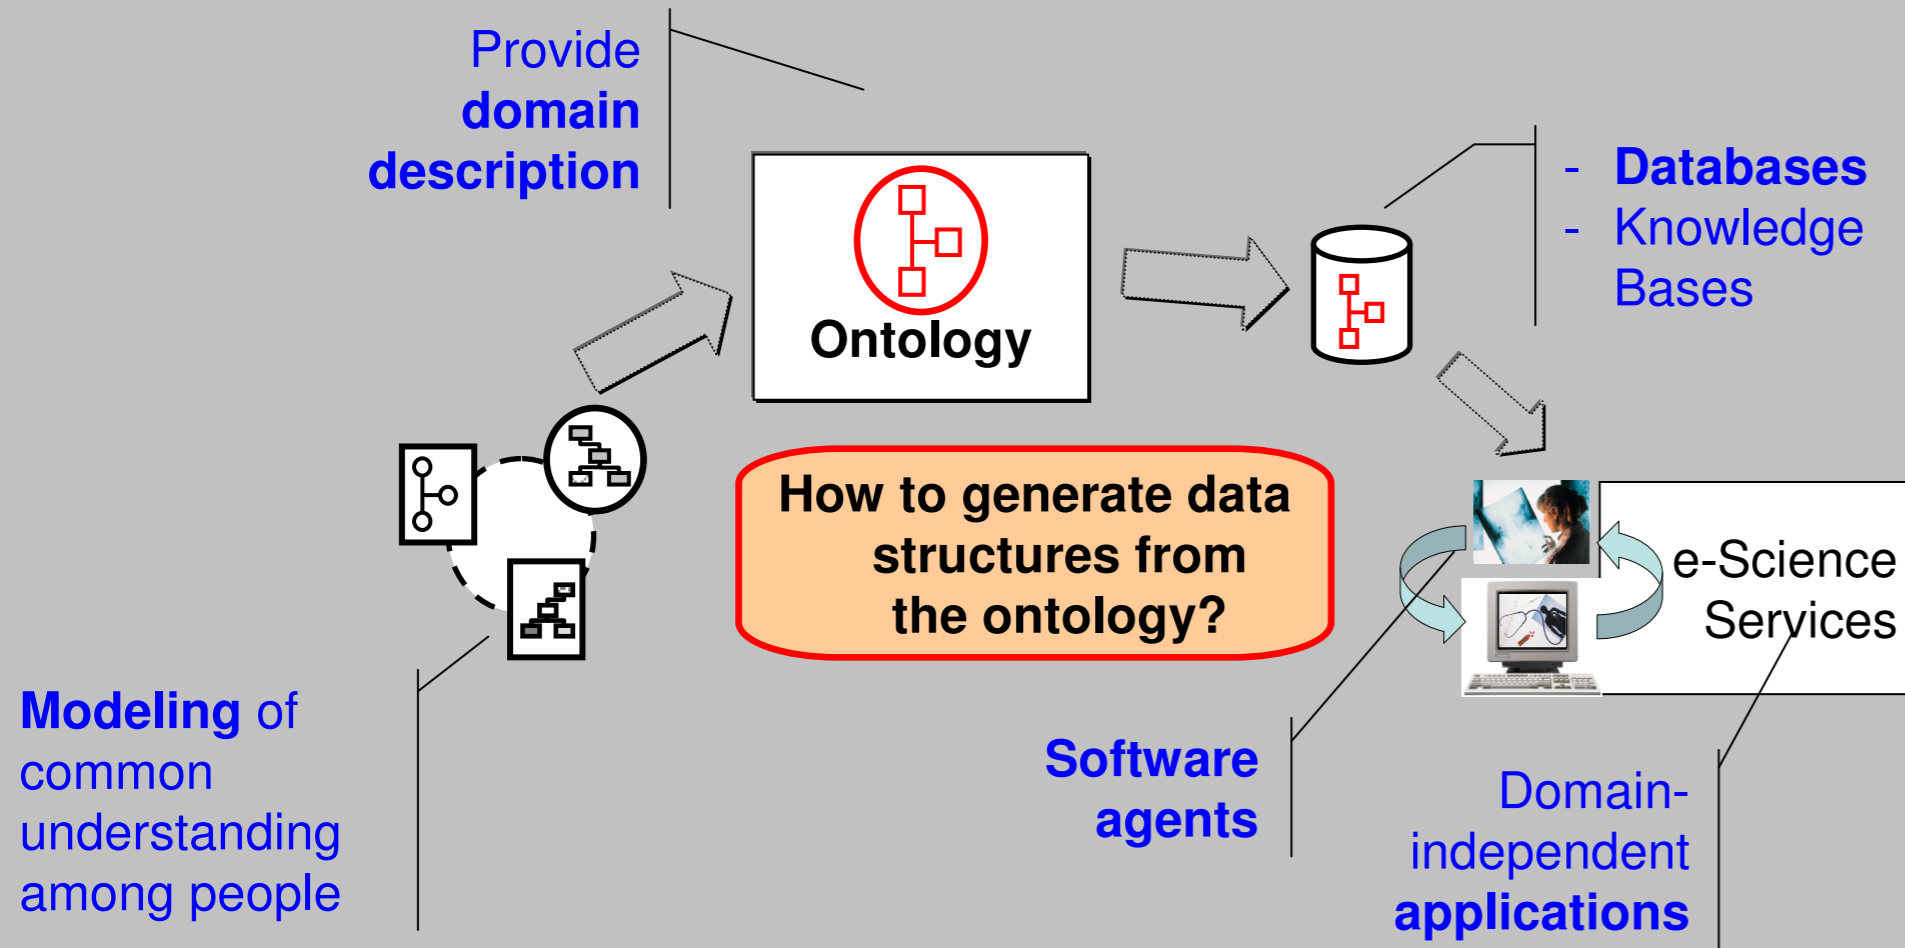 Provide
domain
description
- Databases
- Knowledge
Bases
Ontology
How to generate data
structures from
the ontology?
e-Science
Services
Modeling of
common
understanding
among people
Software
agents
Domain-
independent
applications